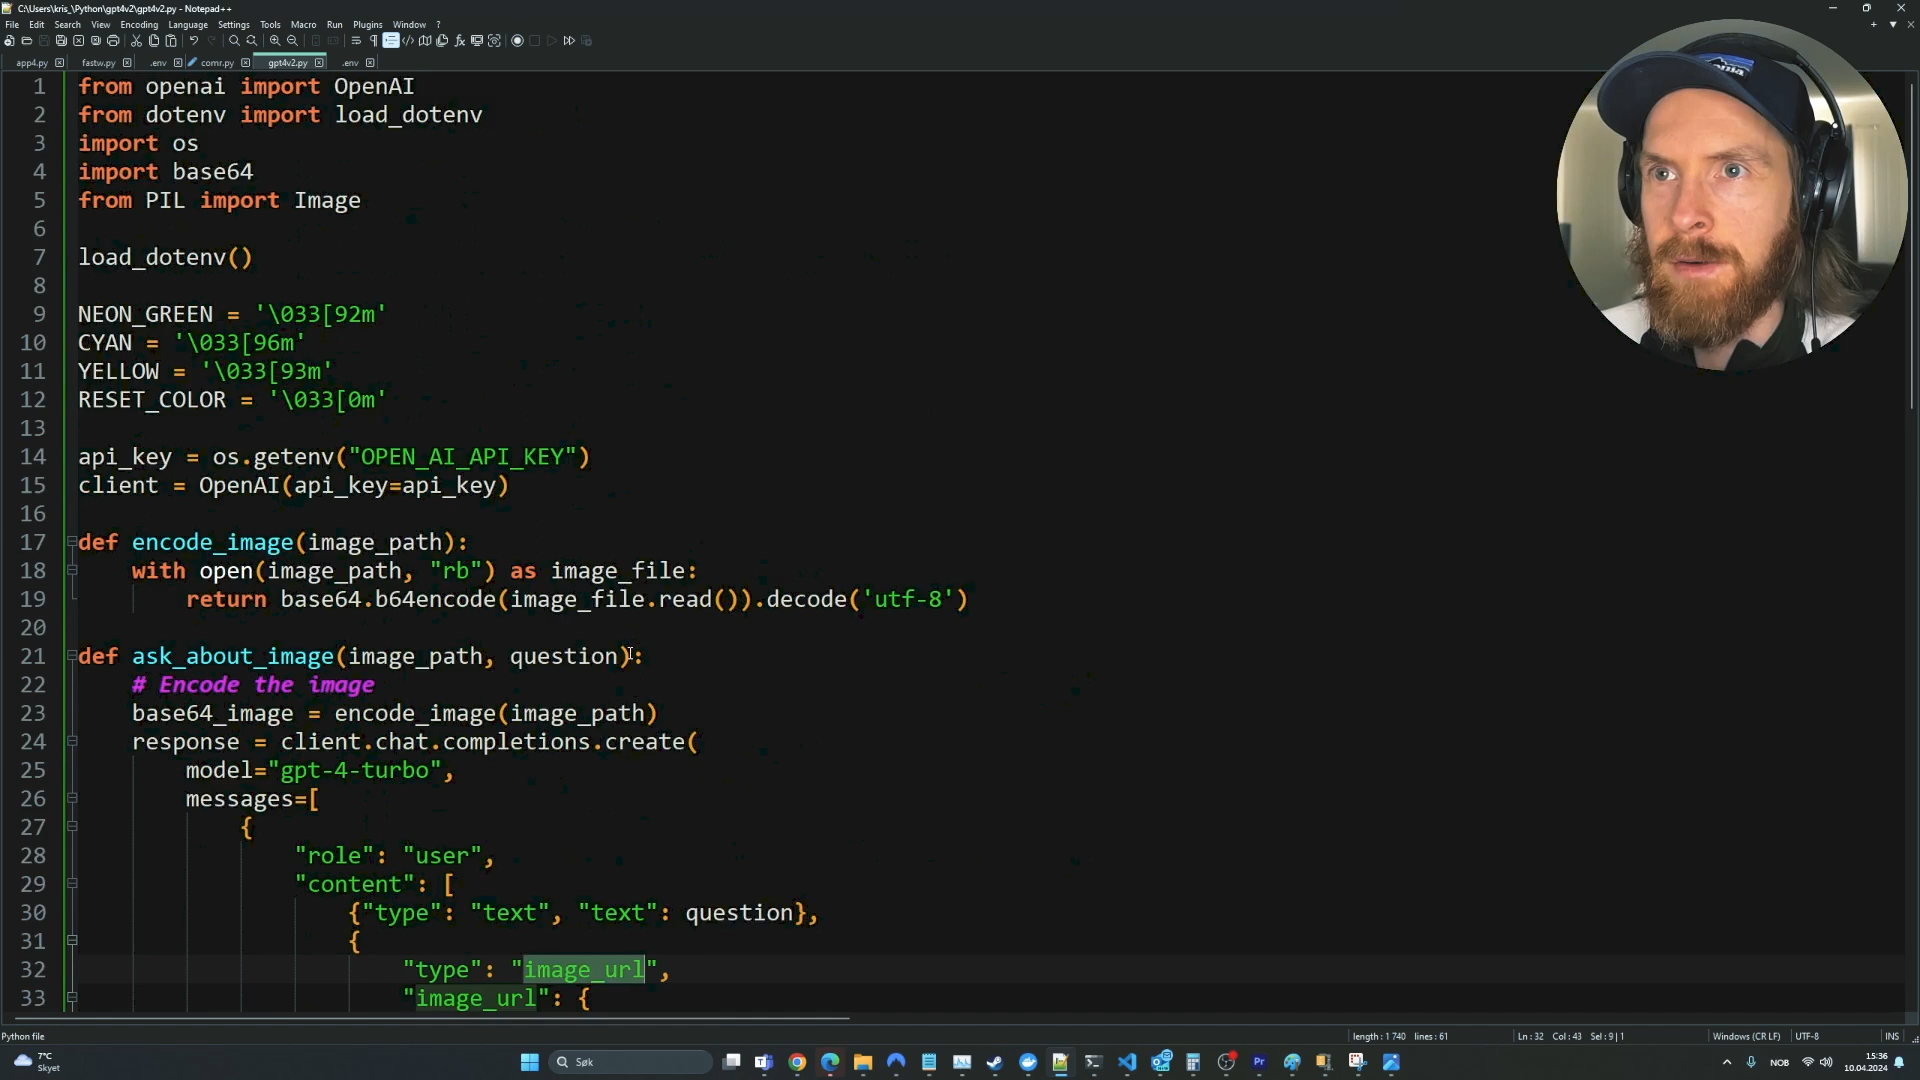 C:\Users\kris_\Python\gpt4v2\gpt4v2.py - Notepad++
File Edit Search View Encoding Language Settings Tools Macro Run Plugins Window ?
app4.py fastw.py .env comr.py gpt4v2.py .env
1 from openai import OpenAI
2 from dotenv import load_dotenv
3 import os
4 import base64
5 from PIL import Image
6
7 load_dotenv()
8
9 NEON_GREEN = '\033[92m'
10 CYAN = '\033[96m'
11 YELLOW = '\033[93m'
12 RESET_COLOR = '\033[0m'
13
14 api_key = os.getenv("OPEN_AI_API_KEY")
15 client = OpenAI(api_key=api_key)
16
17 def encode_image(image_path):
18 with open(image_path, "rb") as image_file:
19 return base64.b64encode(image_file.read()).decode('utf-8')
20
21 def ask_about_image(image_path, question):
22 # Encode the image
23 base64_image = encode_image(image_path)
24 response = client.chat.completions.create(
25 model="gpt-4-turbo",
26 messages=[
27 {
28 "role": "user",
29 "content": [
30 {"type": "text", "text": question},
31 {
32 "type": "image_url",
33 "image_url": {
Python file length : 1 740 lines : 61 Ln : 32 Col : 43 Sel : 9 | 1 Windows (CR LF) UTF-8 INS
7°C
Skyet
Søk
NOB
15:36
10.04.2024